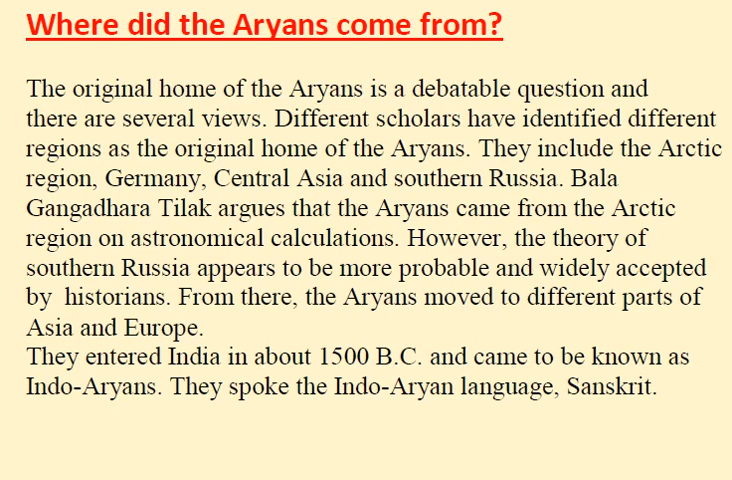 Where did the Aryans come from?
The original home of the Aryans is a debatable question and
there are several views. Different scholars have identified different
regions as the original home of the Aryans. They include the Arctic
region, Germany, Central Asia and southern Russia. Bala
Gangadhara Tilak argues that the Aryans came from the Arctic
region on astronomical calculations. However, the theory of
southern Russia appears to be more probable and widely accepted
by  historians. From there, the Aryans moved to different parts of
Asia and Europe.
They entered India in about 1500 B.C. and came to be known as
Indo-Aryans. They spoke the Indo-Aryan language, Sanskrit.